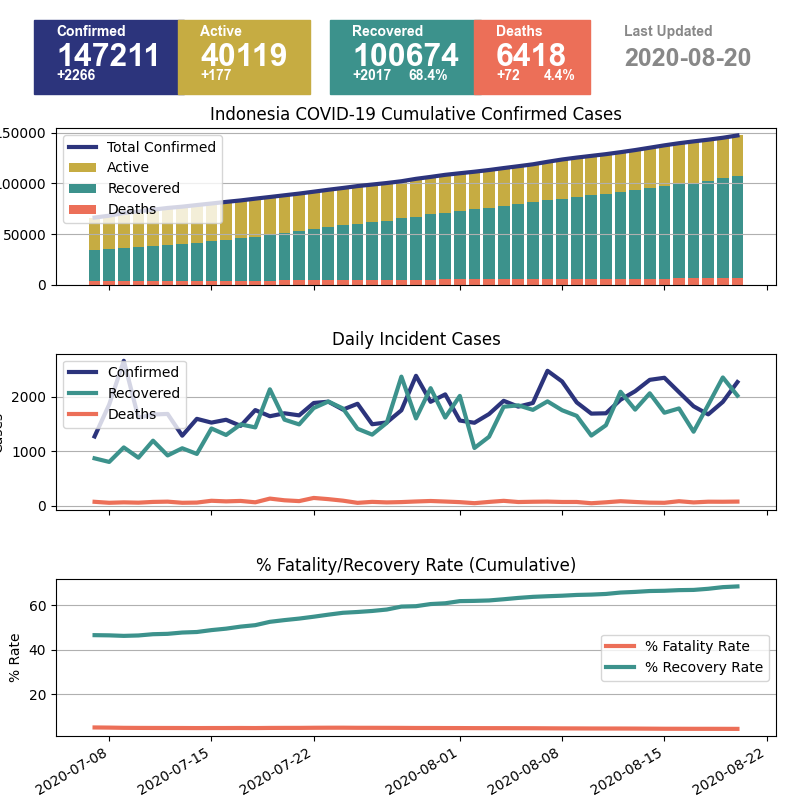 Confirmed
147211
+2266
Active
40119
+177
Recovered
100674
+2017 68.4%
Deaths
6418
+72 4.4%
Last Updated
2020-08-20
Indonesia COVID-19 Cumulative Confirmed Cases
150000
100000
50000
0
Total Confirmed
Active
Recovered
Deaths
Daily Incident Cases
2000
1000
0
Cases
Confirmed
Recovered
Deaths
% Fatality/Recovery Rate (Cumulative)
60
40
20
% Rate
% Fatality Rate
% Recovery Rate
2020-07-08
2020-07-15
2020-07-22
2020-08-01
2020-08-08
2020-08-15
2020-08-22